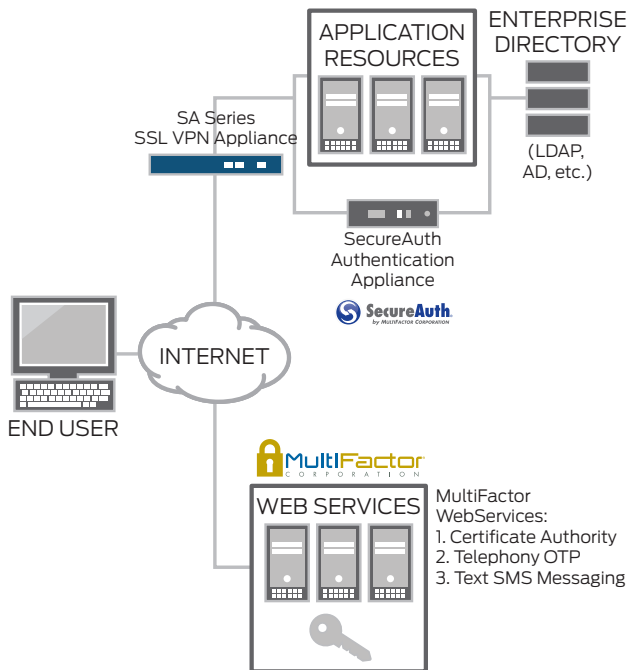 APPLICATION
RESOURCES
ENTERPRISE
DIRECTORY
(LDAP,
AD, etc.)
SA Series
SSL VPN Appliance
SecureAuth
Authentication
Appliance
SecureAuth
by MULTIFACTOR CORPORATION
INTERNET
END USER
MultiFactor
CORPORATION
WEB SERVICES
MultiFactor
WebServices:
1. Certificate Authority
2. Telephony OTP
3. Text SMS Messaging